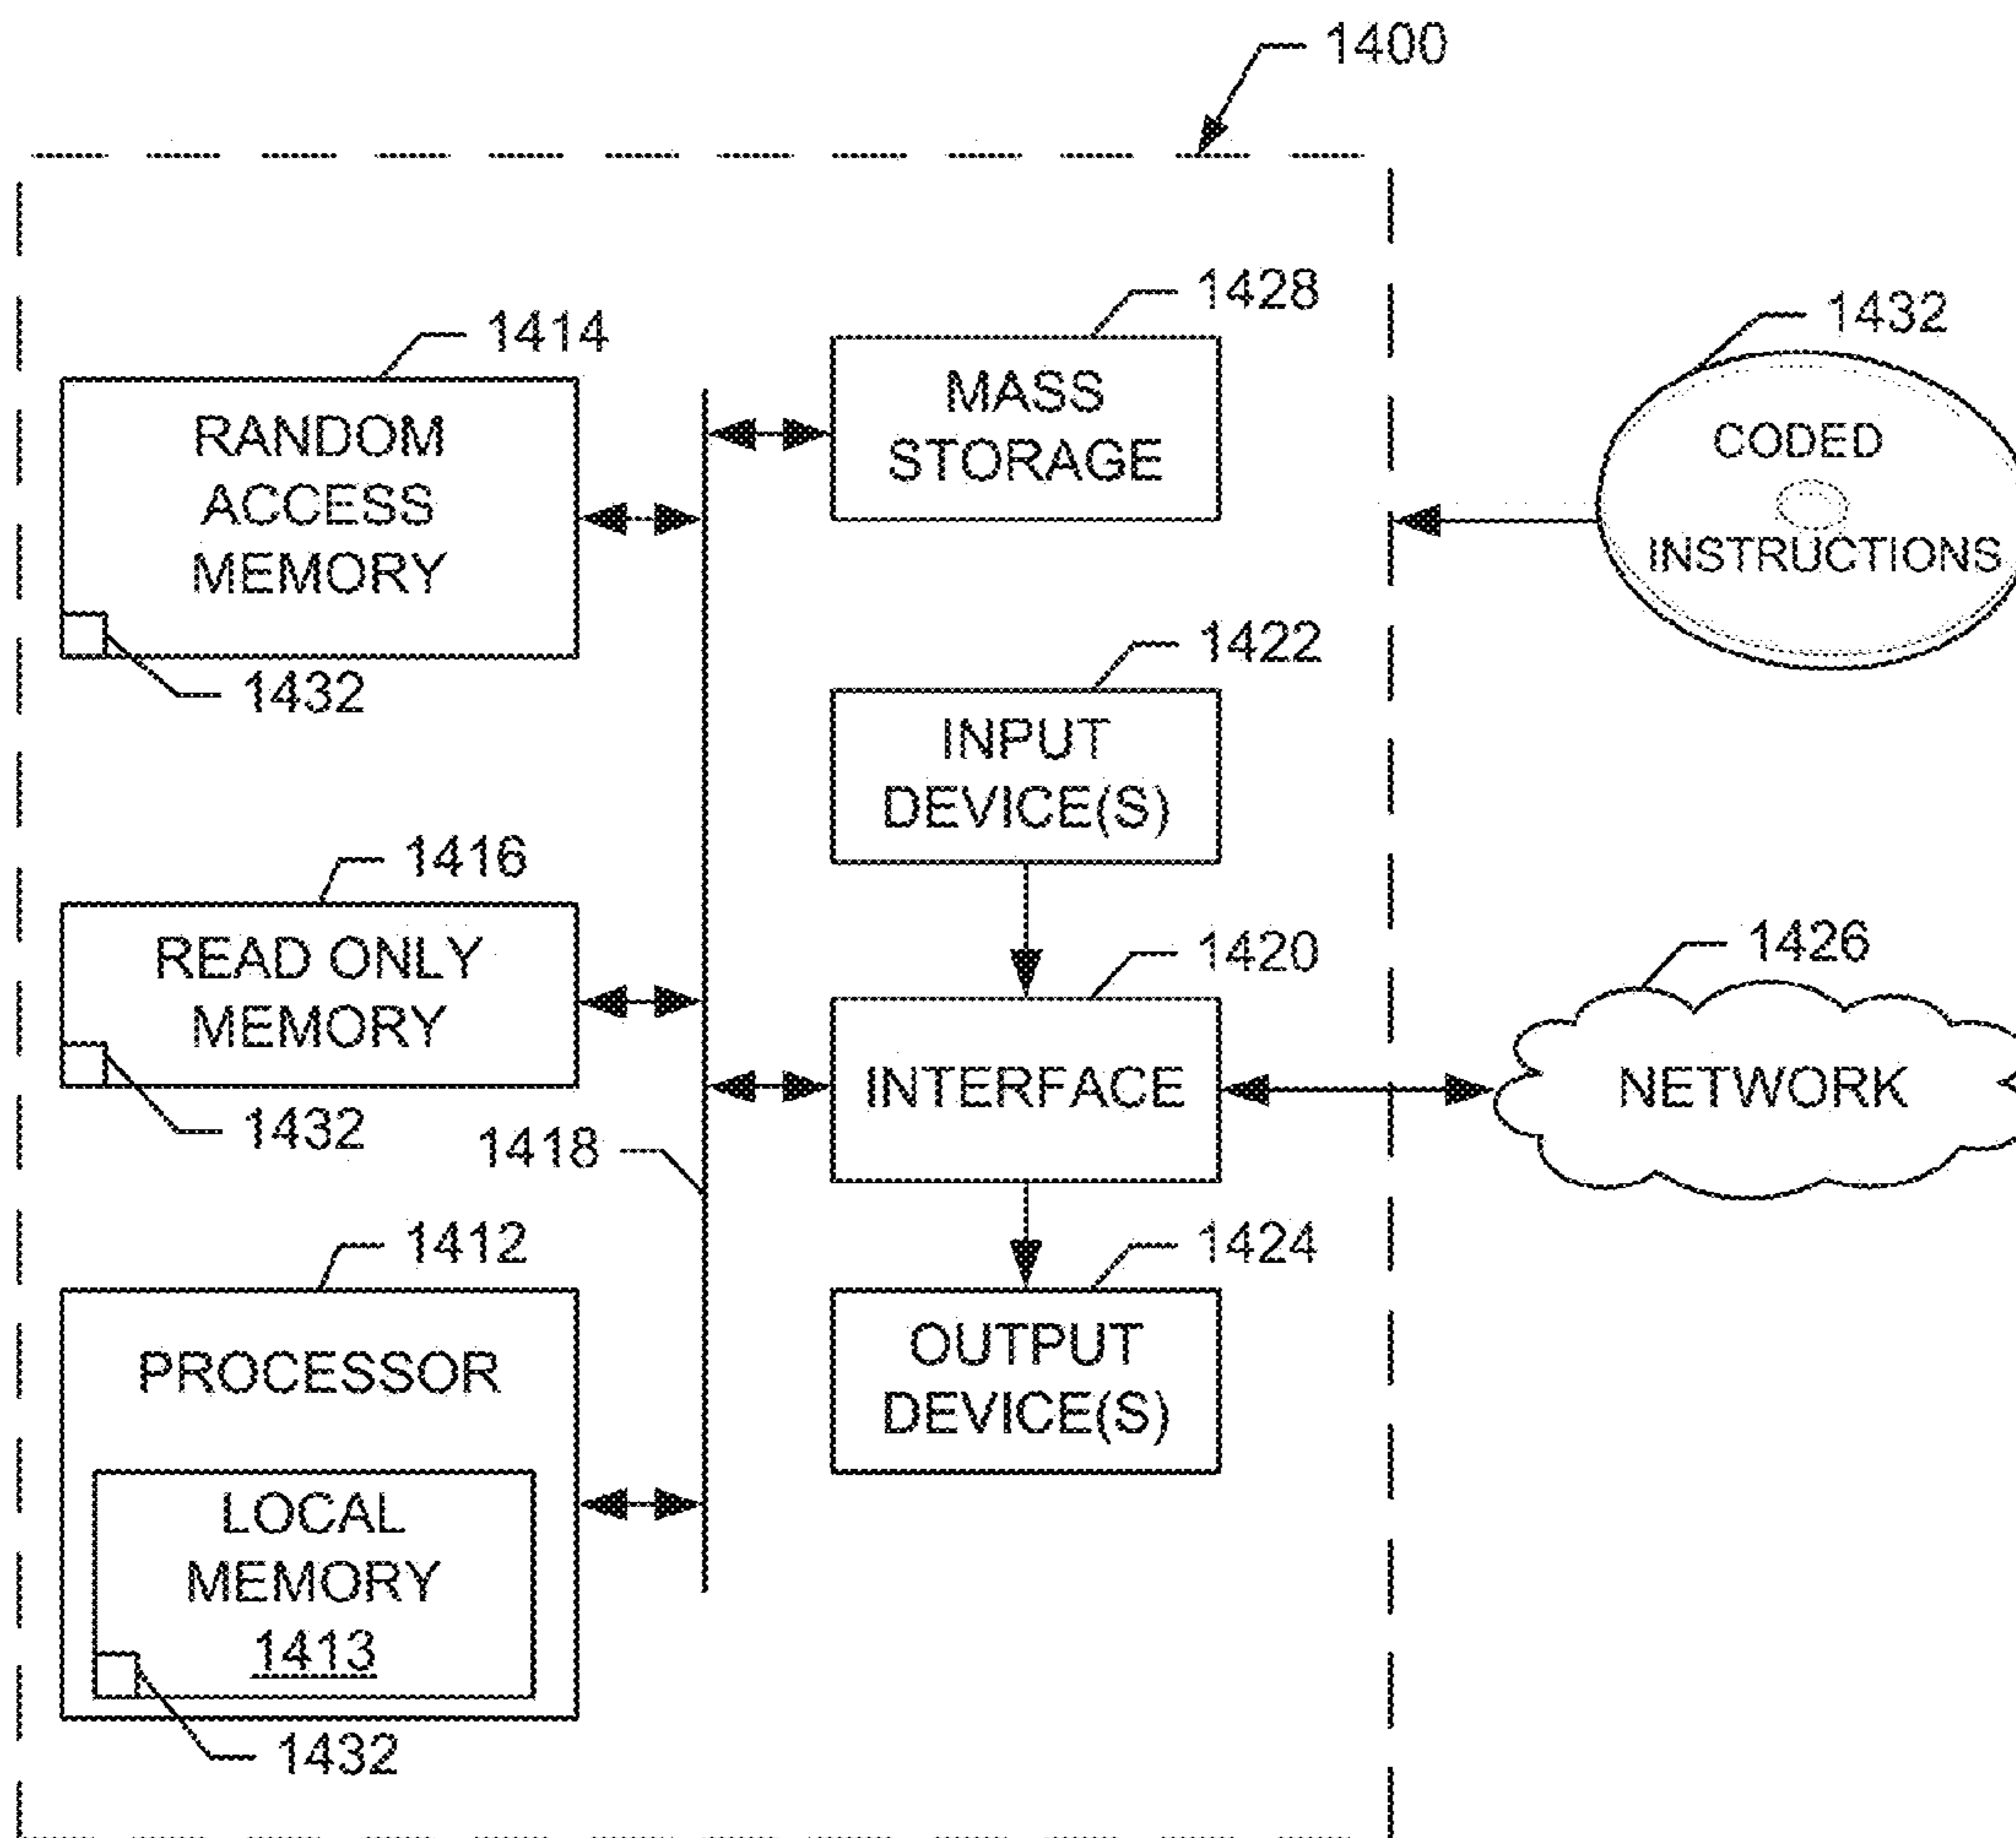 1400
1414
RANDOM
ACCESS
MEMORY
1432
1428
MASS
STORAGE
1432
CODED
INSTRUCTIONS
1422
INPUT
DEVICE(S)
1416
READ ONLY
MEMORY
1432
1418
1420
INTERFACE
1426
NETWORK
1412
PROCESSOR
LOCAL
MEMORY
1413
1432
1424
OUTPUT
DEVICE(S)